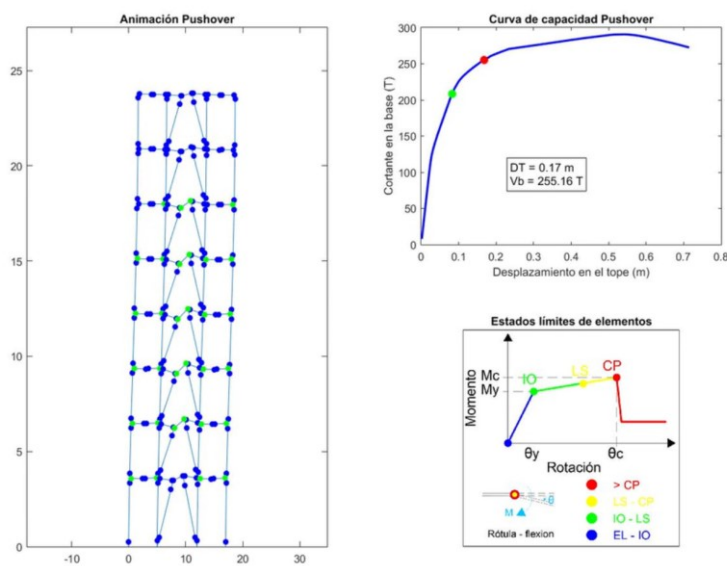 Animación Pushover
25
20
15
10
5
0
-10
0
10
20
30
Curva de capacidad Pushover
Cortante en la base (T)
300
250
200
150
100
50
0
DT = 0.17 m
Vb = 255.16 T
0
0.1
0.2
0.3
0.4
0.5
0.6
0.7
0.8
Desplazamiento en el tope (m)
Estados límites de elementos
Momento
Mc
My
IO
LS
CP
θy
θc
Rotación
θ
M
Rótula - flexion
> CP
LS - CP
IO - LS
EL - IO